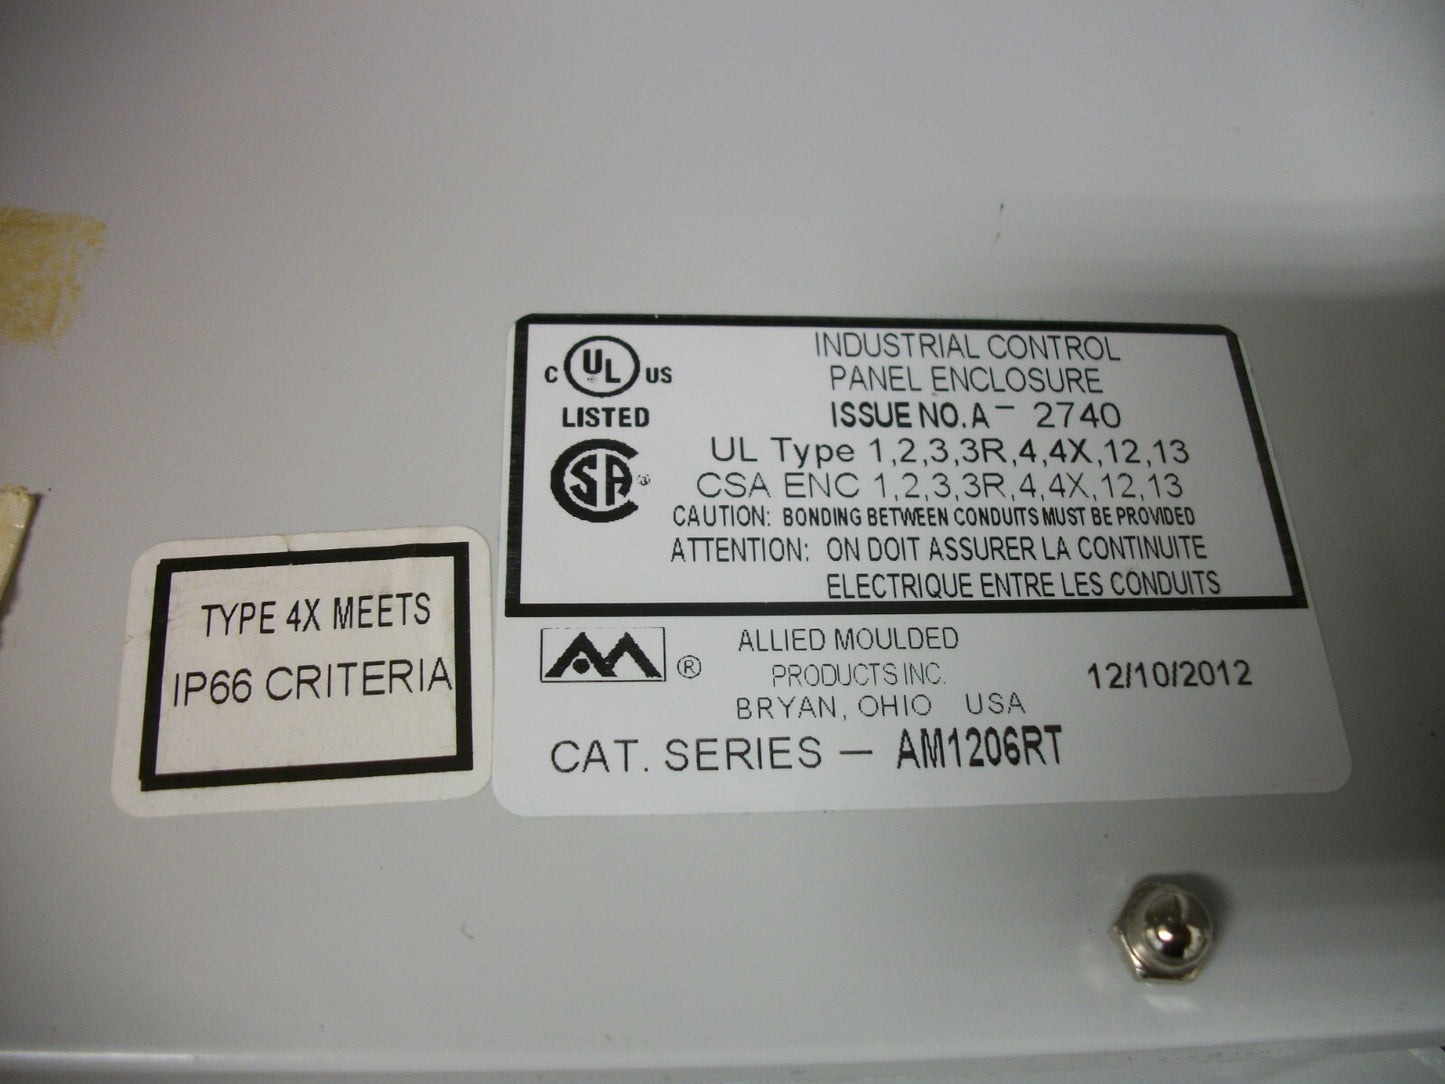 C UL US
LISTED
CSA ®
INDUSTRIAL CONTROL
PANEL ENCLOSURE
ISSUE NO. A- 2740
UL Type 1,2,3,3R,4,4X,12,13
CSA ENC 1,2,3,3R,4,4X,12,13
CAUTION: BONDING BETWEEN CONDUITS MUST BE PROVIDED
ATTENTION: ON DOIT ASSURER LA CONTINUITE
ELECTRIQUE ENTRE LES CONDUITS
TYPE 4X MEETS
IP66 CRITERIA
AM ®
ALLIED MOULDED
PRODUCTS INC.
BRYAN, OHIO USA
12/10/2012
CAT. SERIES - AM1206RT